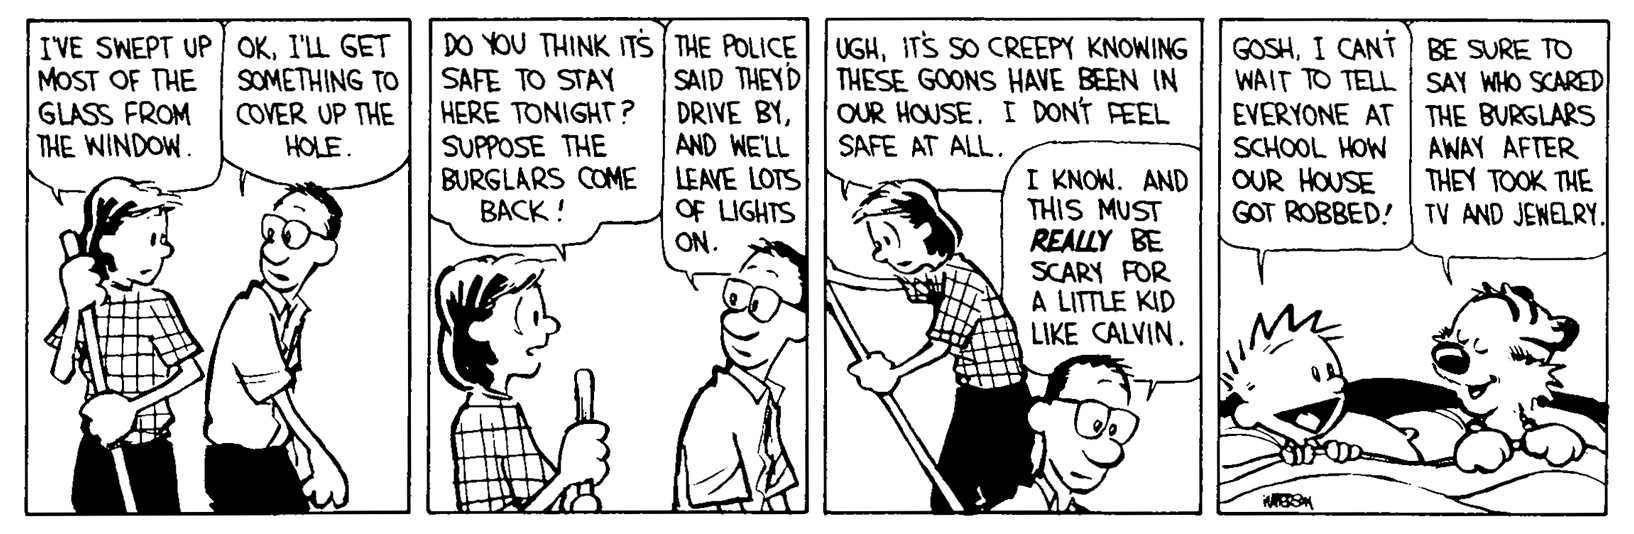 I'VE SWEPT UP
MOST OF THE
GLASS FROM
THE WINDOW.
OK, I'LL GET
SOMETHING TO
COVER UP THE
HOLE.
DO YOU THINK IT'S
SAFE TO STAY
HERE TONIGHT?
SUPPOSE THE
BURGLARS COME
BACK!
THE POLICE
SAID THEY'D
DRIVE BY,
AND WE'LL
LEAVE LOTS
OF LIGHTS
ON.
UGH, IT'S SO CREEPY KNOWING
THESE GOONS HAVE BEEN IN
OUR HOUSE. I DON'T FEEL
SAFE AT ALL.
I KNOW. AND
THIS MUST
REALLY BE
SCARY FOR
A LITTLE KID
LIKE CALVIN.
GOSH, I CAN'T
WAIT TO TELL
EVERYONE AT
SCHOOL HOW
OUR HOUSE
GOT ROBBED!
BE SURE TO
SAY WHO SCARED
THE BURGLARS
AWAY AFTER
THEY TOOK THE
TV AND JEWELRY.
WATTERSON